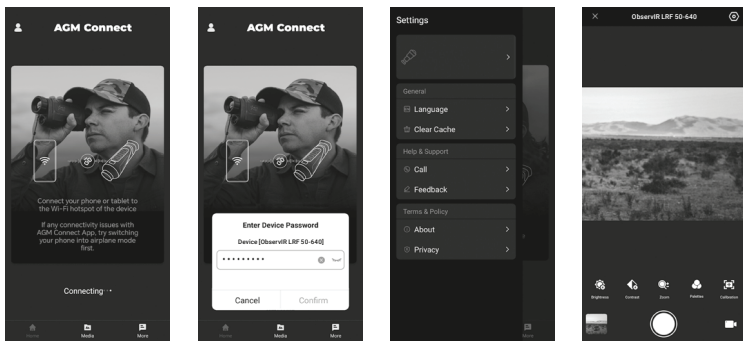 AGM Connect
Connect your phone or tablet to
the Wi-Fi hotspot of the device
If any connectivity issues with
AGM Connect App, try switching
your phone into airplane mode
first.
Connecting···
Home
Media
More
AGM Connect
Enter Device Password
Device [ObservIR LRF 50-640]
•••••••••
Cancel
Confirm
Home
Media
More
Settings
General
Language
Clear Cache
Help & Support
Call
Feedback
Terms & Policy
About
Privacy
More
ObservIR LRF 50-640
Brightness
Contrast
Zoom
Palettes
Calibration